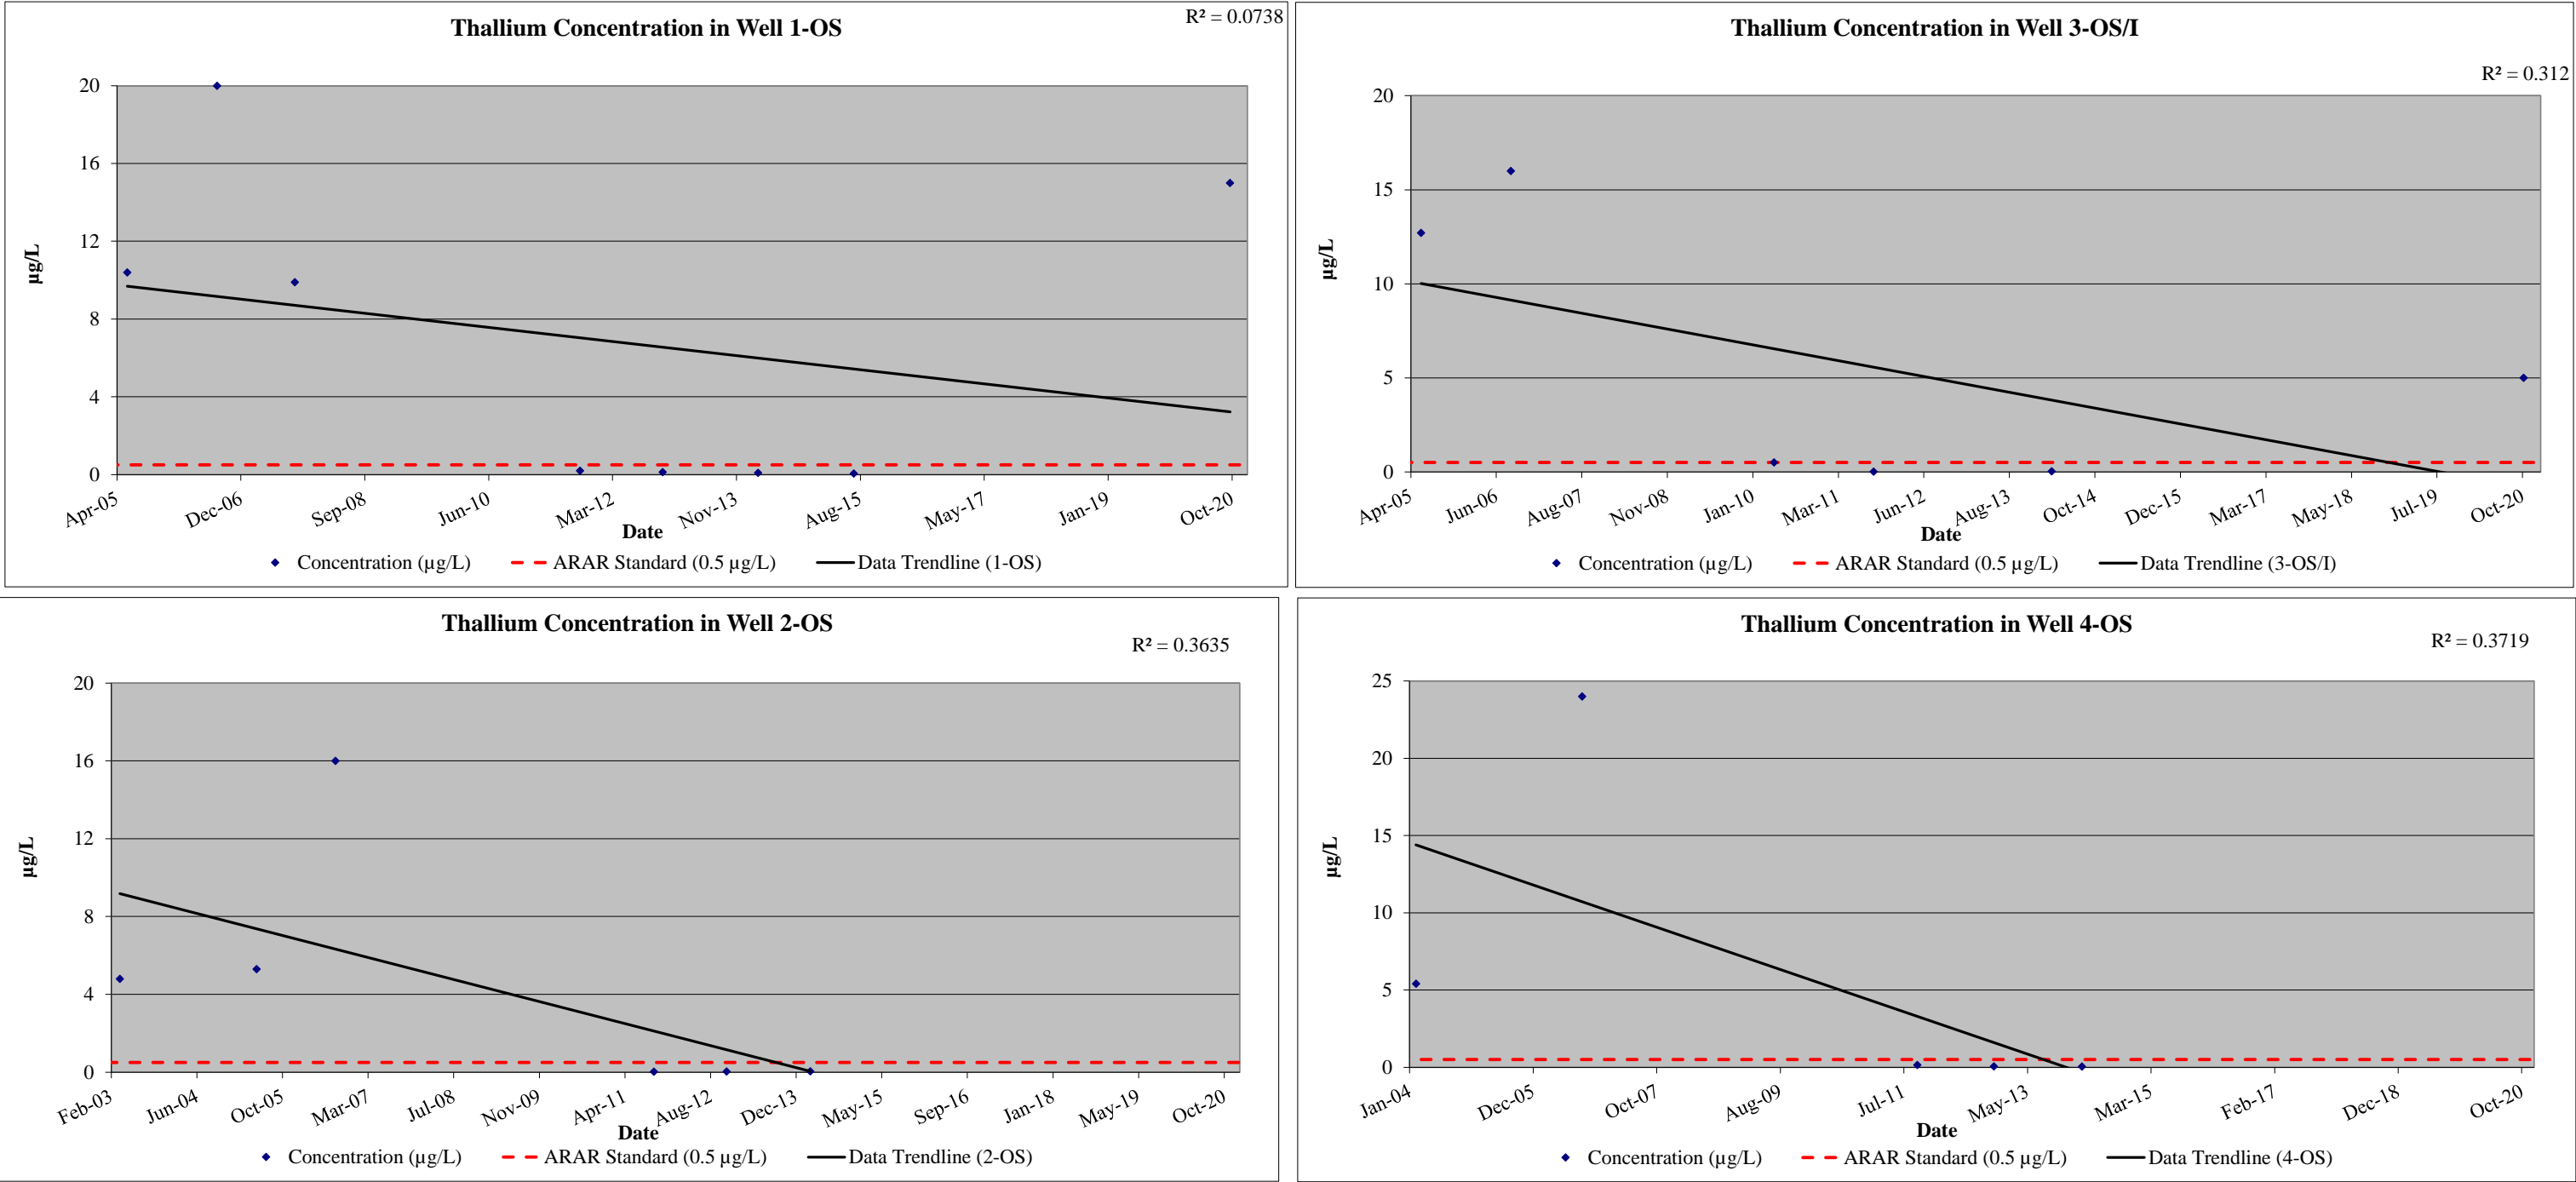 Thallium Concentration in Well 1-OS
R² = 0.0738
20
16
12
8
4
0
µg/L
Apr-05 Dec-06 Sep-08 Jun-10 Mar-12 Nov-13 Aug-15 May-17 Jan-19 Oct-20
Date
Concentration (µg/L) ARAR Standard (0.5 µg/L) Data Trendline (1-OS)
Thallium Concentration in Well 3-OS/I
R² = 0.312
20
15
10
5
0
µg/L
Apr-05 Jun-06 Aug-07 Nov-08 Jan-10 Mar-11 Jun-12 Aug-13 Oct-14 Dec-15 Mar-17 May-18 Jul-19 Oct-20
Date
Concentration (µg/L) ARAR Standard (0.5 µg/L) Data Trendline (3-OS/I)
Thallium Concentration in Well 2-OS
R² = 0.3635
20
16
12
8
4
0
µg/L
Feb-03 Jun-04 Oct-05 Mar-07 Jul-08 Nov-09 Apr-11 Aug-12 Dec-13 May-15 Sep-16 Jan-18 May-19 Oct-20
Date
Concentration (µg/L) ARAR Standard (0.5 µg/L) Data Trendline (2-OS)
Thallium Concentration in Well 4-OS
R² = 0.3719
25
20
15
10
5
0
µg/L
Jan-04 Dec-05 Oct-07 Aug-09 Jul-11 May-13 Mar-15 Feb-17 Dec-18 Oct-20
Date
Concentration (µg/L) ARAR Standard (0.5 µg/L) Data Trendline (4-OS)